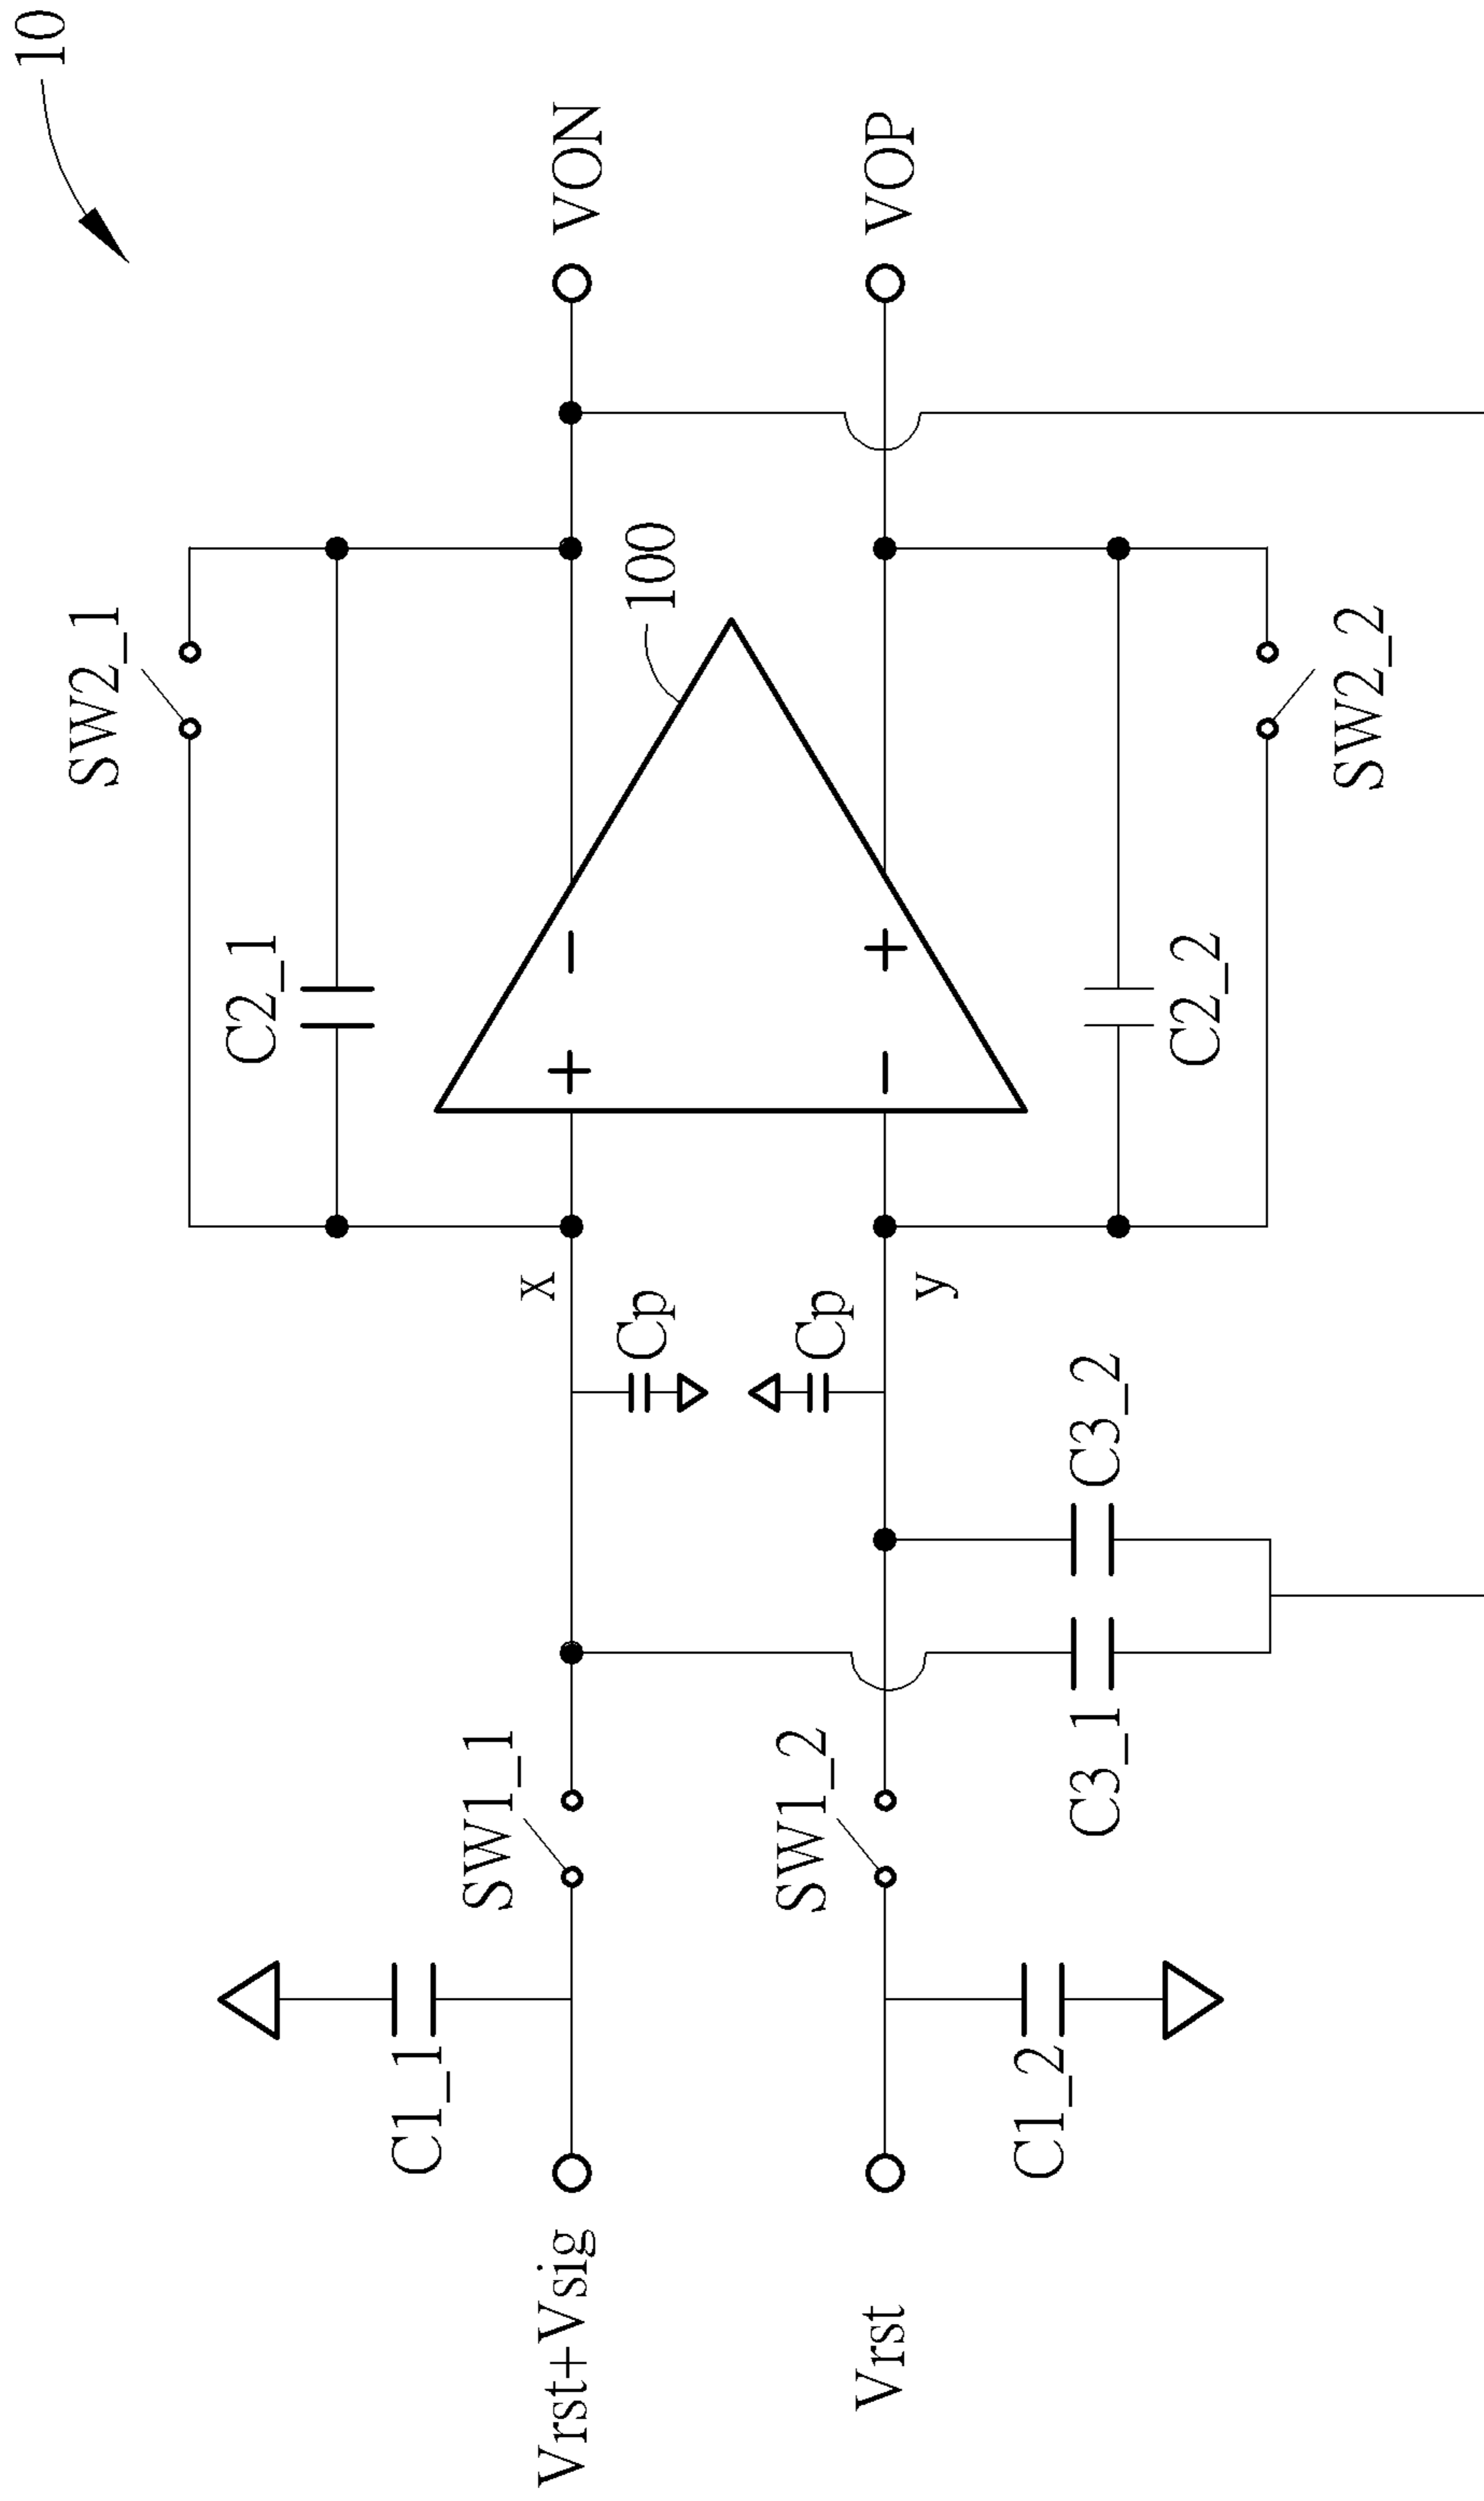 10
SW2_1
C2_1
100
VON
VOP
+
−
−
+
x
y
Cp
Cp
C2_2
SW2_2
SW1_1
SW1_2
C3_1
C3_2
C1_1
C1_2
Vrst+Vsig
Vrst